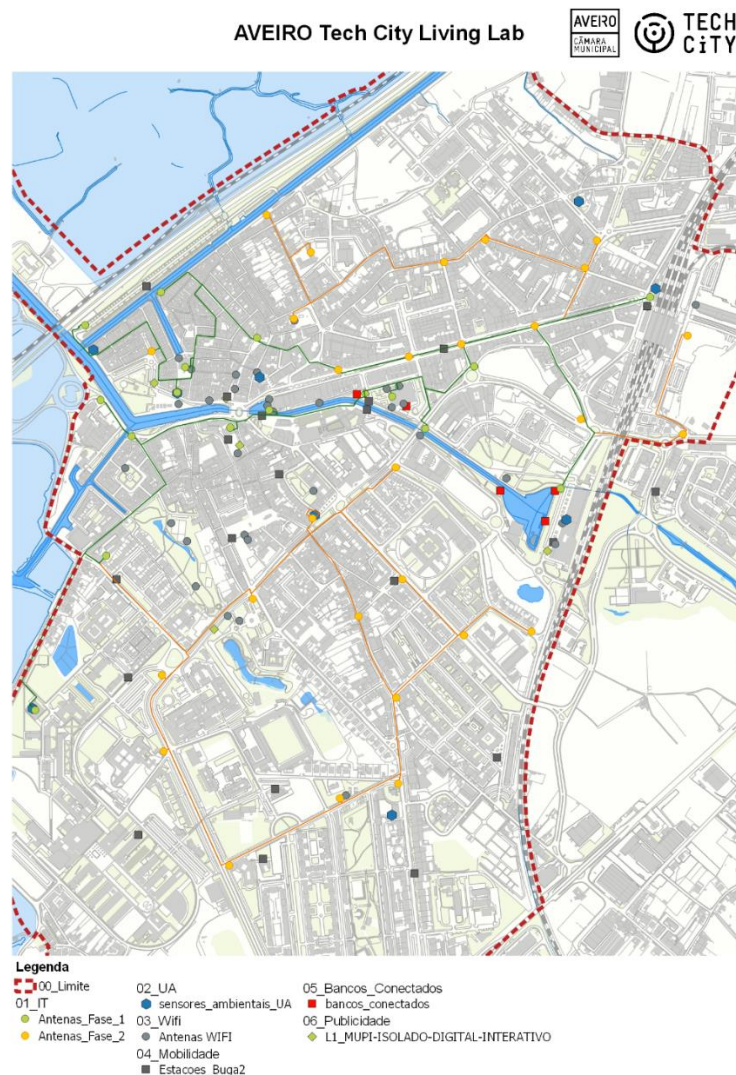 AVEIRO Tech City Living Lab
AVEIRO
CÂMARA
MUNICIPAL
TECH
CiTY
Legenda
00_Limite
01_IT
Antenas_Fase_1
Antenas_Fase_2
02_UA
sensores_ambientais_UA
03_Wifi
Antenas WIFI
04_Mobilidade
Estacoes_Buga2
05_Bancos_Conectados
bancos_conectados
06_Publicidade
L1_MUPI-ISOLADO-DIGITAL-INTERATIVO